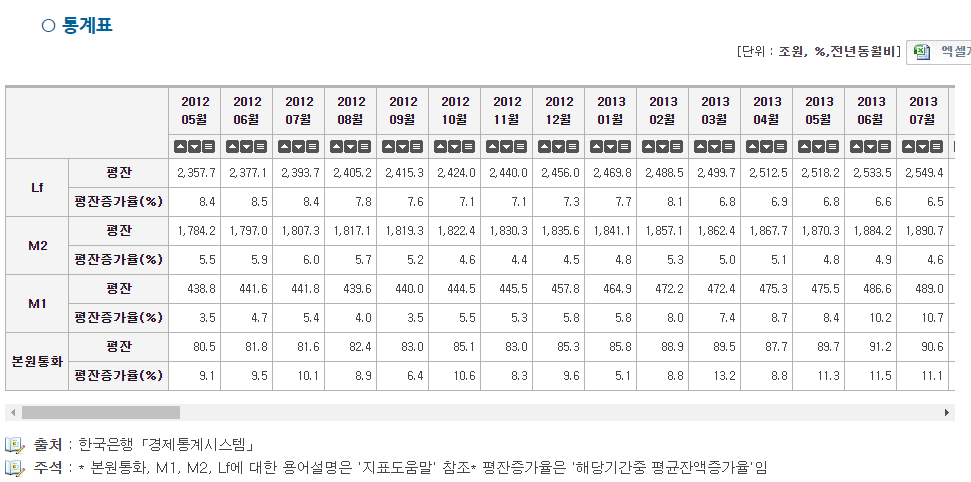 ○ 통계표
[단위 : 조원, %,전년동월비] 엑셀
2012 2012 2012 2012 2012 2012 2012 2012 2013 2013 2013 2013 2013 2013 2013
05월 06월 07월 08월 09월 10월 11월 12월 01월 02월 03월 04월 05월 06월 07월
Lf 평잔 2,357.7 2,377.1 2,393.7 2,405.2 2,415.3 2,424.0 2,440.0 2,456.0 2,469.8 2,488.5 2,499.7 2,512.5 2,518.2 2,533.5 2,549.4
평잔증가율(%) 8.4 8.5 8.4 7.8 7.6 7.1 7.1 7.3 7.7 8.1 6.8 6.9 6.8 6.6 6.5
M2 평잔 1,784.2 1,797.0 1,807.3 1,817.1 1,819.3 1,822.4 1,830.3 1,835.6 1,841.1 1,857.1 1,862.4 1,867.7 1,870.3 1,884.2 1,890.7
평잔증가율(%) 5.5 5.9 6.0 5.7 5.2 4.6 4.4 4.5 4.8 5.3 5.0 5.1 4.8 4.9 4.6
M1 평잔 438.8 441.6 441.8 439.6 440.0 444.5 445.5 457.8 464.9 472.2 472.4 475.3 475.5 486.6 489.0
평잔증가율(%) 3.5 4.7 5.4 4.0 3.5 5.5 5.3 5.8 5.8 8.0 7.4 8.7 8.4 10.2 10.7
본원통화 평잔 80.5 81.8 81.6 82.4 83.0 85.1 83.0 85.3 85.8 88.9 89.5 87.7 89.7 91.2 90.6
평잔증가율(%) 9.1 9.5 10.1 8.9 6.4 10.6 8.3 9.6 5.1 8.8 13.2 8.8 11.3 11.5 11.1
출처 : 한국은행「경제통계시스템」
주석 : * 본원통화, M1, M2, Lf에 대한 용어설명은 '지표도움말' 참조* 평잔증가율은 '해당기간중 평균잔액증가율'임